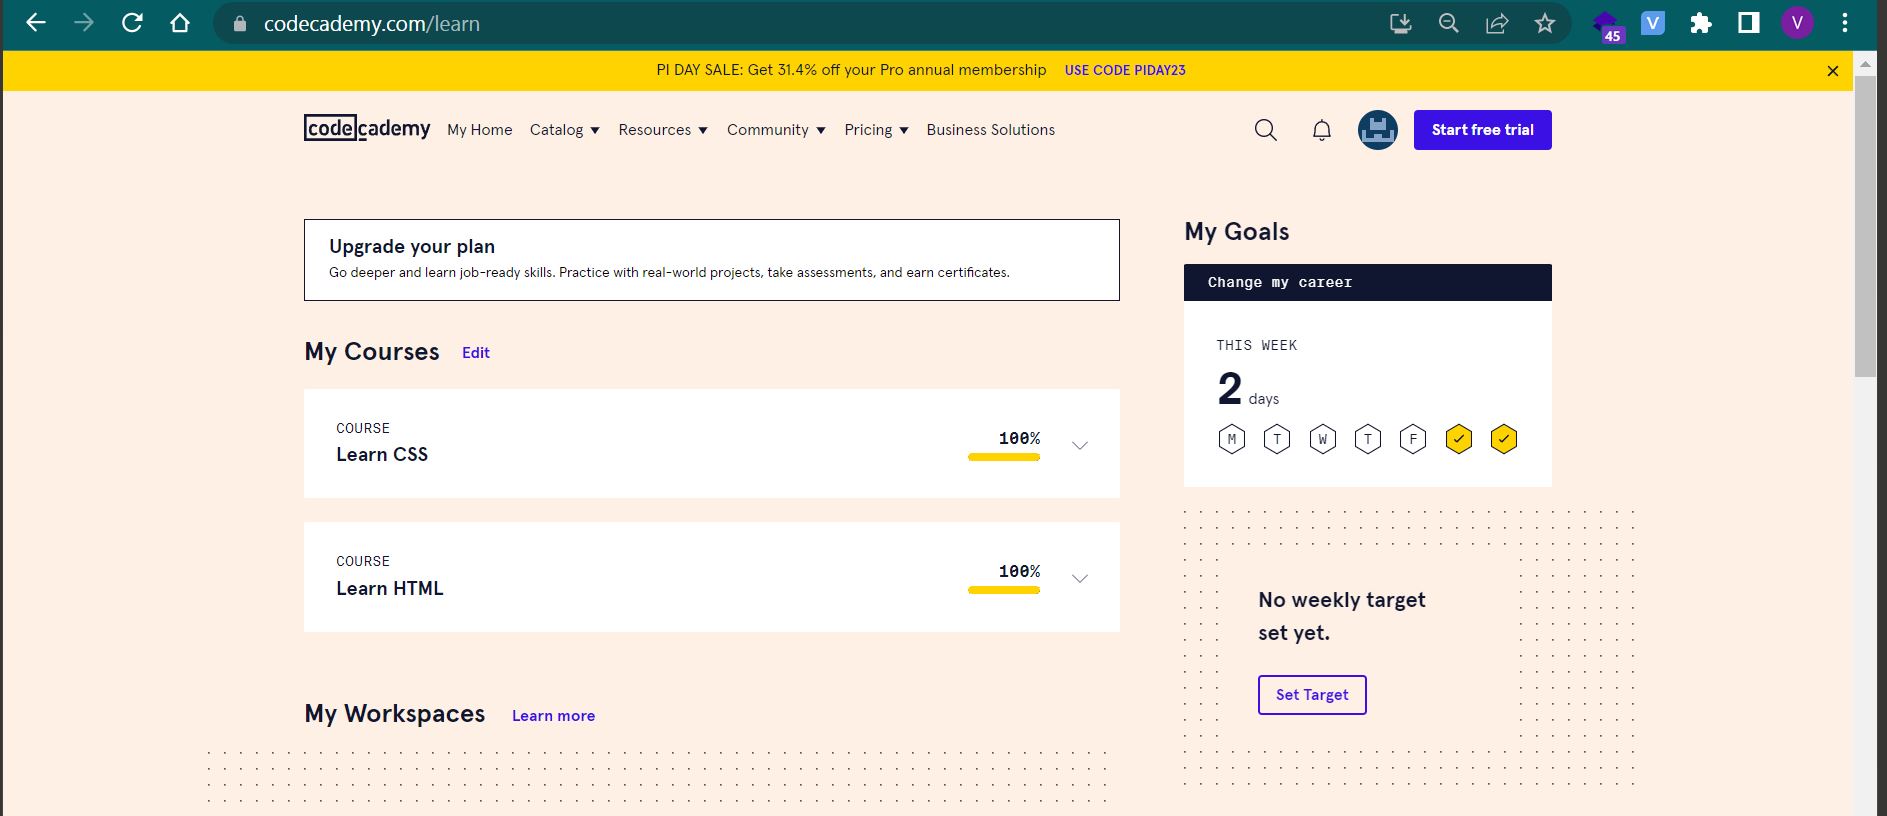 codecademy.com/learn
45
V
V
PI DAY SALE: Get 31.4% off your Pro annual membership USE CODE PIDAY23
codecademy My Home Catalog Resources Community Pricing Business Solutions Start free trial
Upgrade your plan
Go deeper and learn job-ready skills. Practice with real-world projects, take assessments, and earn certificates.
My Courses Edit
COURSE
Learn CSS
100%
COURSE
Learn HTML
100%
My Workspaces Learn more
My Goals
Change my career
THIS WEEK
2 days
M T W T F
No weekly target
set yet.
Set Target